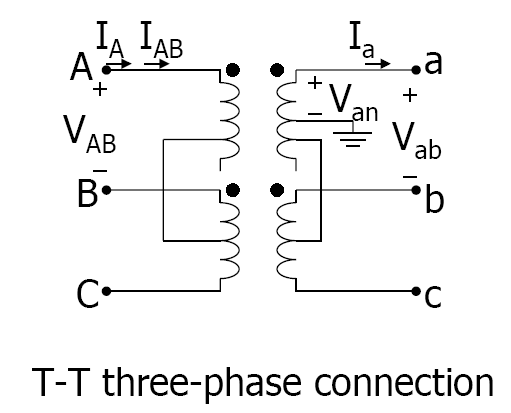 I_A I_AB I_a
A a
+ + +
– V_an
V_AB V_ab
– –
B b
C c
T-T three-phase connection